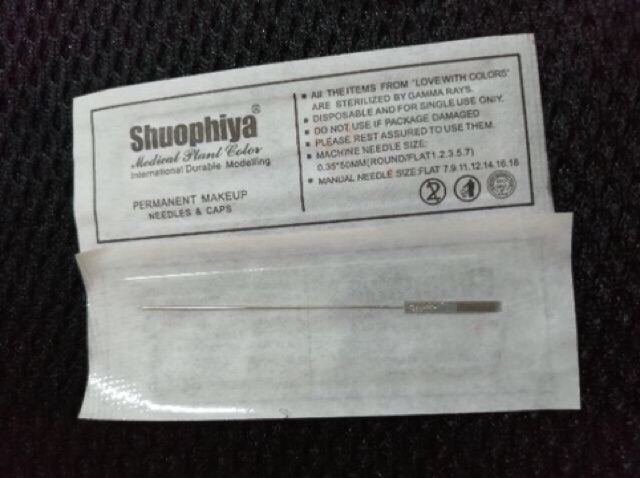 Shuophiya®
Medical Plant Color
International Durable Modelling
PERMANENT MAKEUP
NEEDLES & CAPS
All THE ITEMS FROM "LOVEWITH COLORS"
ARE STERILIZED BY GAMMA RAYS.
DISPOSABLE AND FOR SINGLE USE ONLY.
DO NOT USE IF PACKAGE DAMAGED
PLEASE REST ASSURED TO USE THEM.
MACHINE NEEDLE SIZE:
0.35*50MM(ROUND/FLAT1.2.3.5.7)
MANUAL NEEDLE SIZE:FLAT 7.9.11.12.14.16.18
2